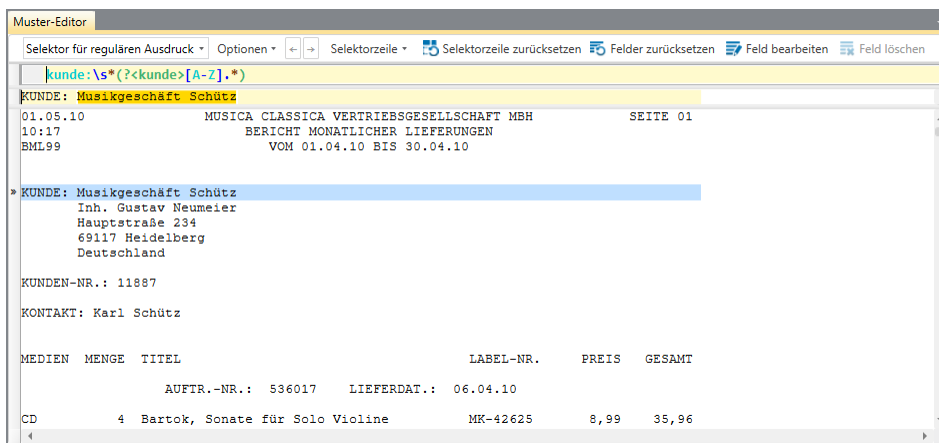 Muster-Editor
Selektor für regulären Ausdruck Optionen Selektorzeile Selektorzeile zurücksetzen Felder zurücksetzen Feld bearbeiten Feld löschen
kunde:\s*(?<kunde>[A-Z].*)
KUNDE: Musikgeschäft Schütz
01.05.10 MUSICA CLASSICA VERTRIEBSGESELLSCHAFT MBH SEITE 01
10:17 BERICHT MONATLICHER LIEFERUNGEN
BML99 VOM 01.04.10 BIS 30.04.10
» KUNDE: Musikgeschäft Schütz
Inh. Gustav Neumeier
Hauptstraße 234
69117 Heidelberg
Deutschland
KUNDEN-NR.: 11887
KONTAKT: Karl Schütz
MEDIEN MENGE TITEL LABEL-NR. PREIS GESAMT
AUFTR.-NR.: 536017 LIEFERDAT.: 06.04.10
CD 4 Bartok, Sonate für Solo Violine MK-42625 8,99 35,96